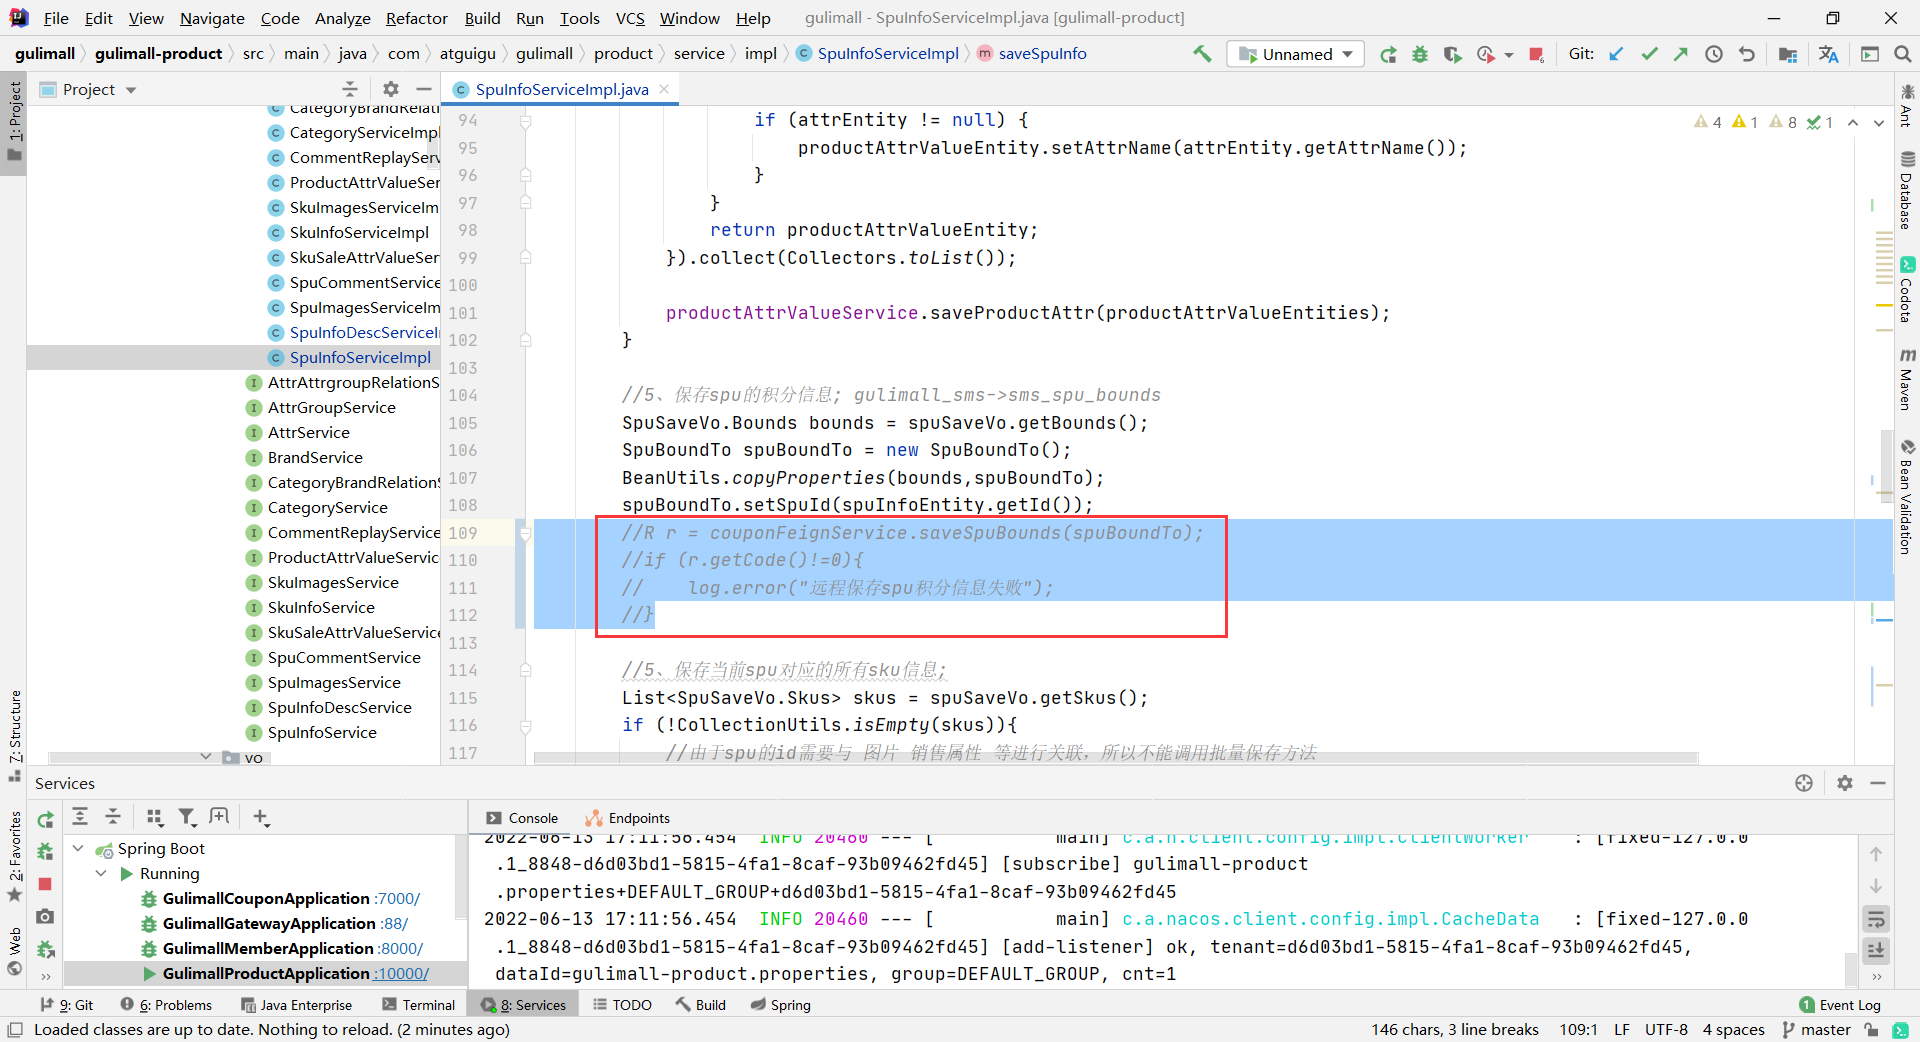 File Edit View Navigate Code Analyze Refactor Build Run Tools VCS Window Help gulimall - SpuInfoServiceImpl.java [gulimall-product]
gulimall gulimall-product src main java com atguigu gulimall product service impl SpuInfoServiceImpl saveSpuInfo Unnamed Git:
1: Project
Project
SpuInfoServiceImpl.java
CategoryBrandRelati
CategoryServiceImpl
CommentReplayServ
ProductAttrValueSer
SkuImagesServiceIm
SkuInfoServiceImpl
SkuSaleAttrValueSer
SpuCommentService
SpuImagesServiceIm
SpuInfoDescServiceI
SpuInfoServiceImpl
AttrAttrgroupRelationS
AttrGroupService
AttrService
BrandService
CategoryBrandRelationS
CategoryService
CommentReplayService
ProductAttrValueService
SkuImagesService
SkuInfoService
SkuSaleAttrValueService
SpuCommentService
SpuImagesService
SpuInfoDescService
SpuInfoService
vo
94 if (attrEntity != null) {
95 productAttrValueEntity.setAttrName(attrEntity.getAttrName());
96 }
97 }
98 return productAttrValueEntity;
99 }).collect(Collectors.toList());
100
101 productAttrValueService.saveProductAttr(productAttrValueEntities);
102 }
103
104 //5、保存spu的积分信息; gulimall_sms->sms_spu_bounds
105 SpuSaveVo.Bounds bounds = spuSaveVo.getBounds();
106 SpuBoundTo spuBoundTo = new SpuBoundTo();
107 BeanUtils.copyProperties(bounds,spuBoundTo);
108 spuBoundTo.setSpuId(spuInfoEntity.getId());
109 //R r = couponFeignService.saveSpuBounds(spuBoundTo);
110 //if (r.getCode()!=0){
111 // log.error("远程保存spu积分信息失败");
112 //}
113
114 //5、保存当前spu对应的所有sku信息;
115 List<SpuSaveVo.Skus> skus = spuSaveVo.getSkus();
116 if (!CollectionUtils.isEmpty(skus)){
117 //由于spu的id需要与 图片 销售属性 等进行关联，所以不能调用批量保存方法
4 1 8 1
Ant
Database
Codota
Maven
Bean Validation
7: Structure
2: Favorites
Web
Services
Console Endpoints
Spring Boot
Running
GulimallCouponApplication :7000/
GulimallGatewayApplication :88/
GulimallMemberApplication :8000/
GulimallProductApplication :10000/
2022-06-13 17:11:56.454 INFO 20460 --- [ main] c.a.n.client.config.impl.ClientWorker : [fixed-127.0.0
.1_8848-d6d03bd1-5815-4fa1-8caf-93b09462fd45] [subscribe] gulimall-product
.properties+DEFAULT_GROUP+d6d03bd1-5815-4fa1-8caf-93b09462fd45
2022-06-13 17:11:56.454 INFO 20460 --- [ main] c.a.nacos.client.config.impl.CacheData : [fixed-127.0.0
.1_8848-d6d03bd1-5815-4fa1-8caf-93b09462fd45] [add-listener] ok, tenant=d6d03bd1-5815-4fa1-8caf-93b09462fd45,
dataId=gulimall-product.properties, group=DEFAULT_GROUP, cnt=1
9: Git 6: Problems Java Enterprise Terminal 8: Services TODO Build Spring 1 Event Log
Loaded classes are up to date. Nothing to reload. (2 minutes ago) 146 chars, 3 line breaks 109:1 LF UTF-8 4 spaces master